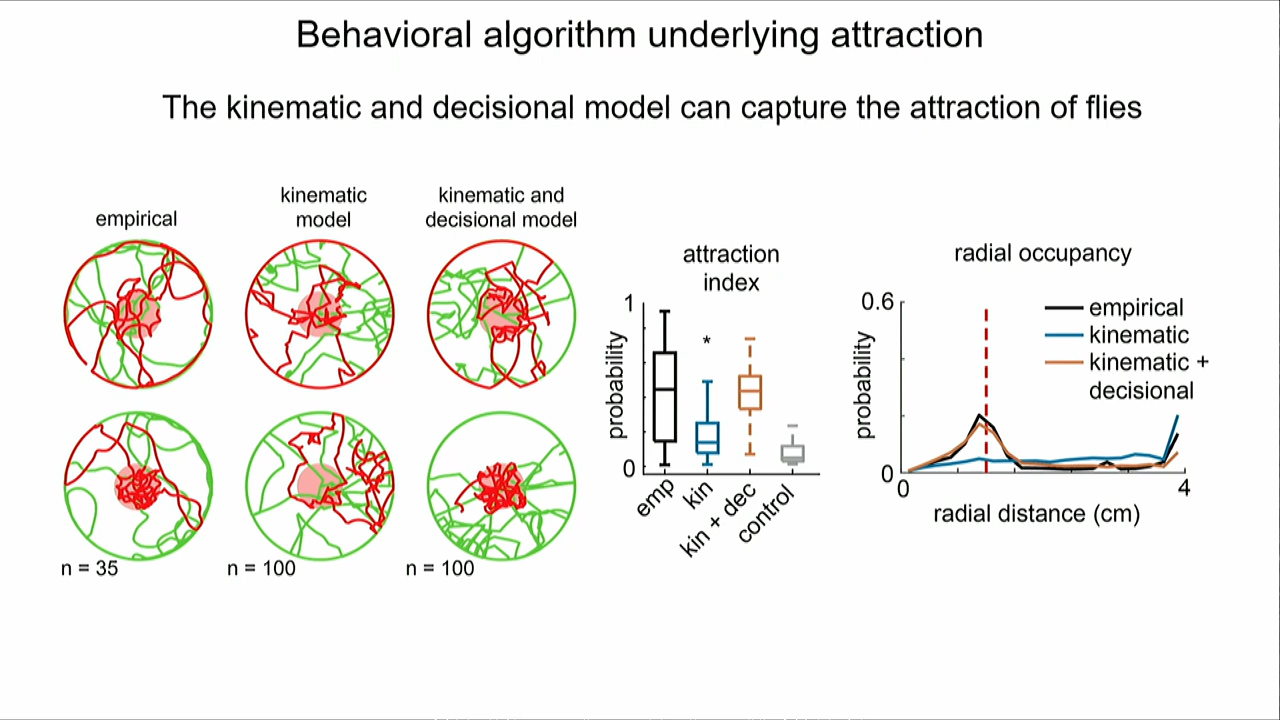 Behavioral algorithm underlying attraction
The kinematic and decisional model can capture the attraction of flies
empirical
kinematic
model
kinematic and
decisional model
n = 35
n = 100
n = 100
attraction
index
1
probability
0
*
emp
kin
kin + dec
control
radial occupancy
0.6
probability
0
0
4
radial distance (cm)
empirical
kinematic
kinematic +
decisional